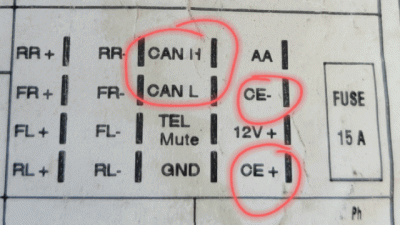 RR + RR- CAN H AA
FR + FR- CAN L CE-
FL + FL- TEL Mute 12V +
RL + RL- GND CE +
FUSE
15 A
Ph